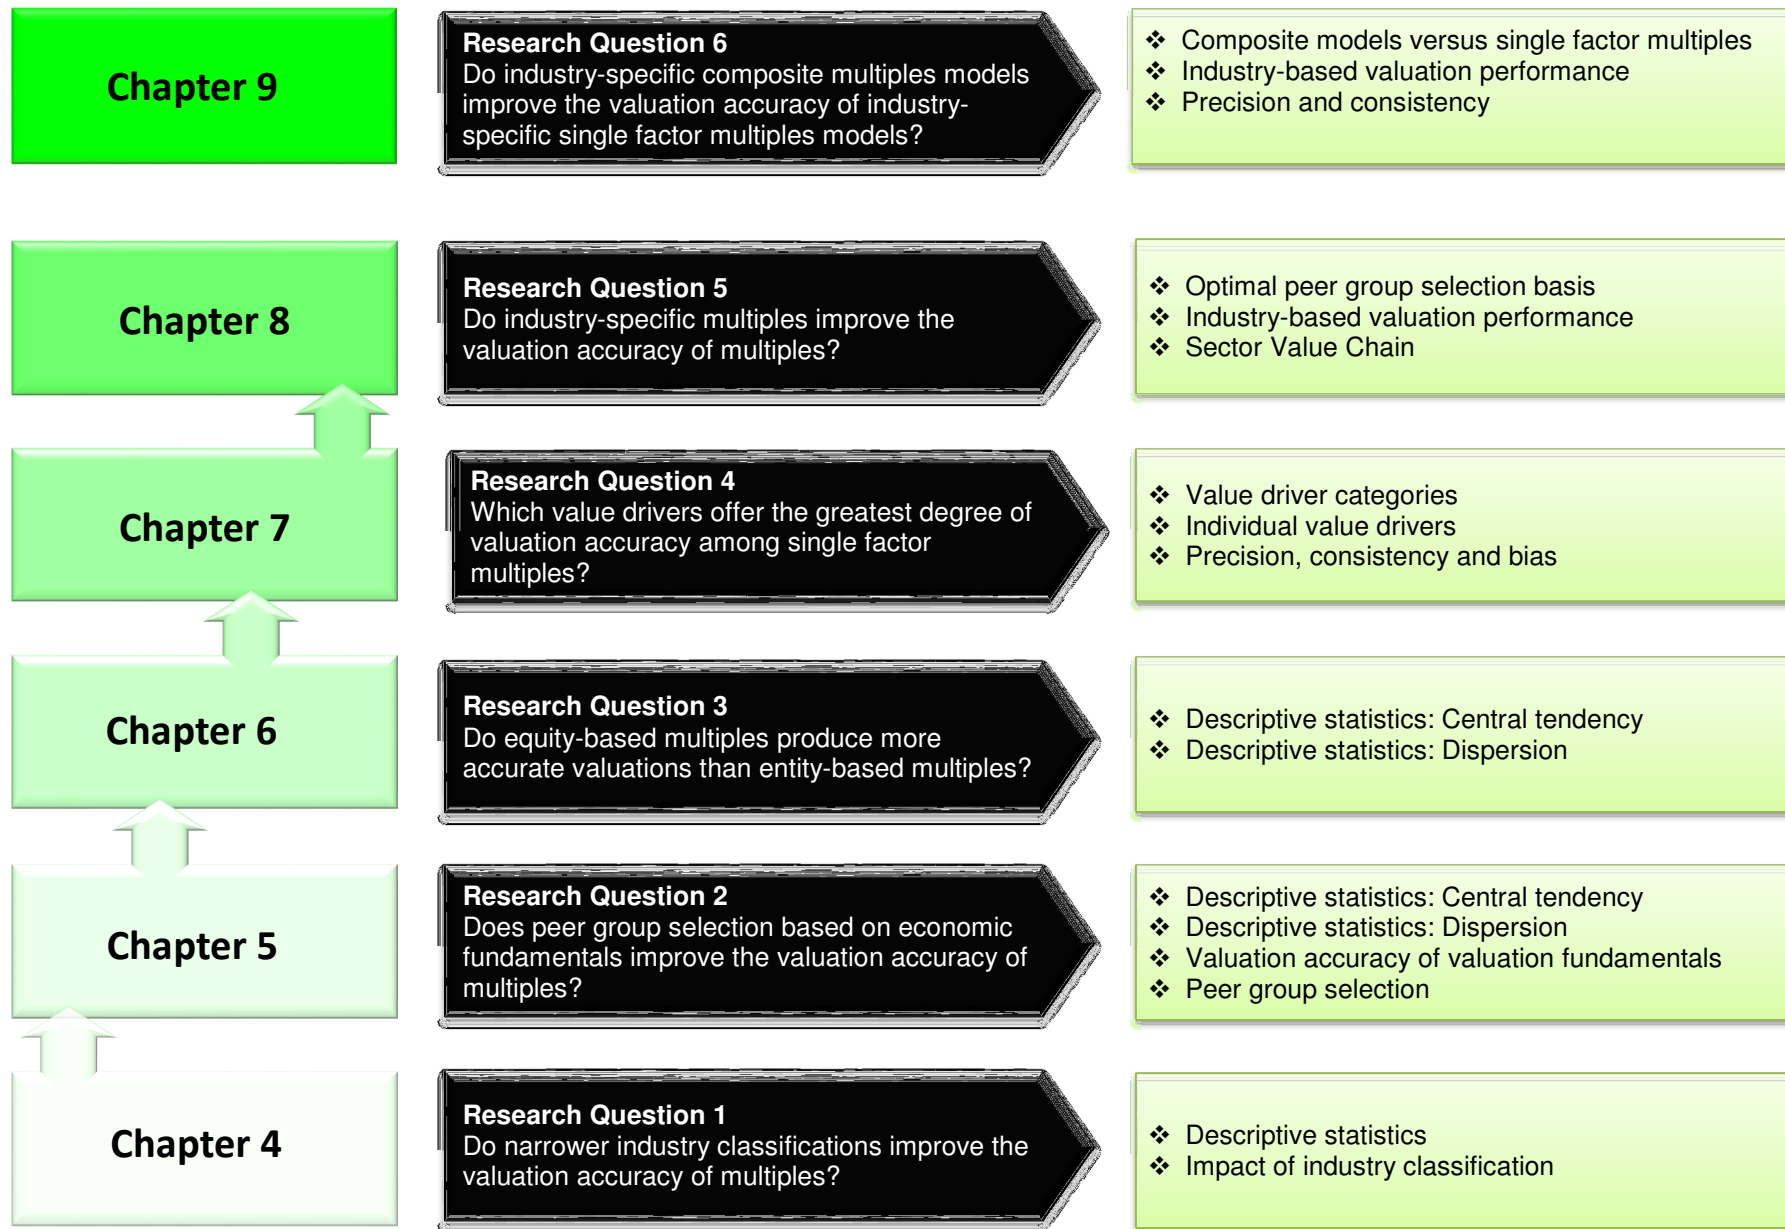 Chapter 9
Research Question 6
Do industry-specific composite multiples models
improve the valuation accuracy of industry-
specific single factor multiples models?
❖ Composite models versus single factor multiples
❖ Industry-based valuation performance
❖ Precision and consistency
Chapter 8
Research Question 5
Do industry-specific multiples improve the
valuation accuracy of multiples?
❖ Optimal peer group selection basis
❖ Industry-based valuation performance
❖ Sector Value Chain
Chapter 7
Research Question 4
Which value drivers offer the greatest degree of
valuation accuracy among single factor
multiples?
❖ Value driver categories
❖ Individual value drivers
❖ Precision, consistency and bias
Chapter 6
Research Question 3
Do equity-based multiples produce more
accurate valuations than entity-based multiples?
❖ Descriptive statistics: Central tendency
❖ Descriptive statistics: Dispersion
Chapter 5
Research Question 2
Does peer group selection based on economic
fundamentals improve the valuation accuracy of
multiples?
❖ Descriptive statistics: Central tendency
❖ Descriptive statistics: Dispersion
❖ Valuation accuracy of valuation fundamentals
❖ Peer group selection
Chapter 4
Research Question 1
Do narrower industry classifications improve the
valuation accuracy of multiples?
❖ Descriptive statistics
❖ Impact of industry classification